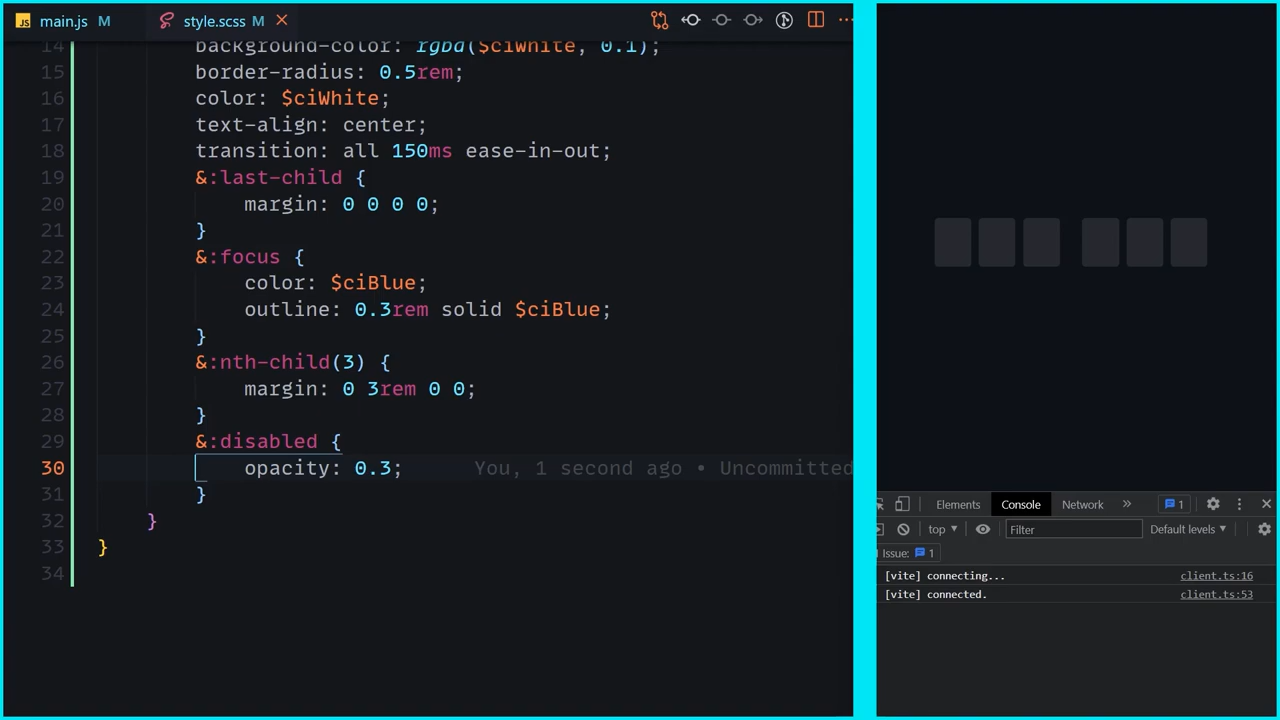 JS main.js M
style.scss M
14 background-color: rgba($ciWhite, 0.1);
15 border-radius: 0.5rem;
16 color: $ciWhite;
17 text-align: center;
18 transition: all 150ms ease-in-out;
19 &:last-child {
20 margin: 0 0 0 0;
21 }
22 &:focus {
23 color: $ciBlue;
24 outline: 0.3rem solid $ciBlue;
25 }
26 &:nth-child(3) {
27 margin: 0 3rem 0 0;
28 }
29 &:disabled {
30 opacity: 0.3; You, 1 second ago • Uncommitted
31 }
32 }
33 }
34
Elements Console Network » 1
top Filter Default levels
Issue: 1
[vite] connecting... client.ts:16
[vite] connected. client.ts:53